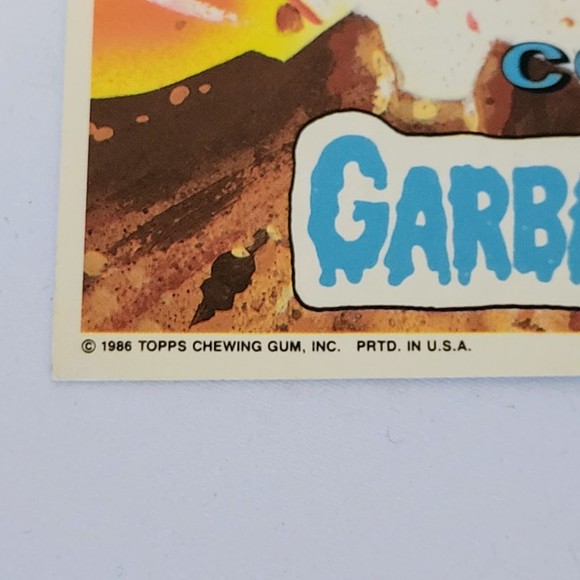 GARB
© 1986 TOPPS CHEWING GUM, INC. PRTD. IN U.S.A.